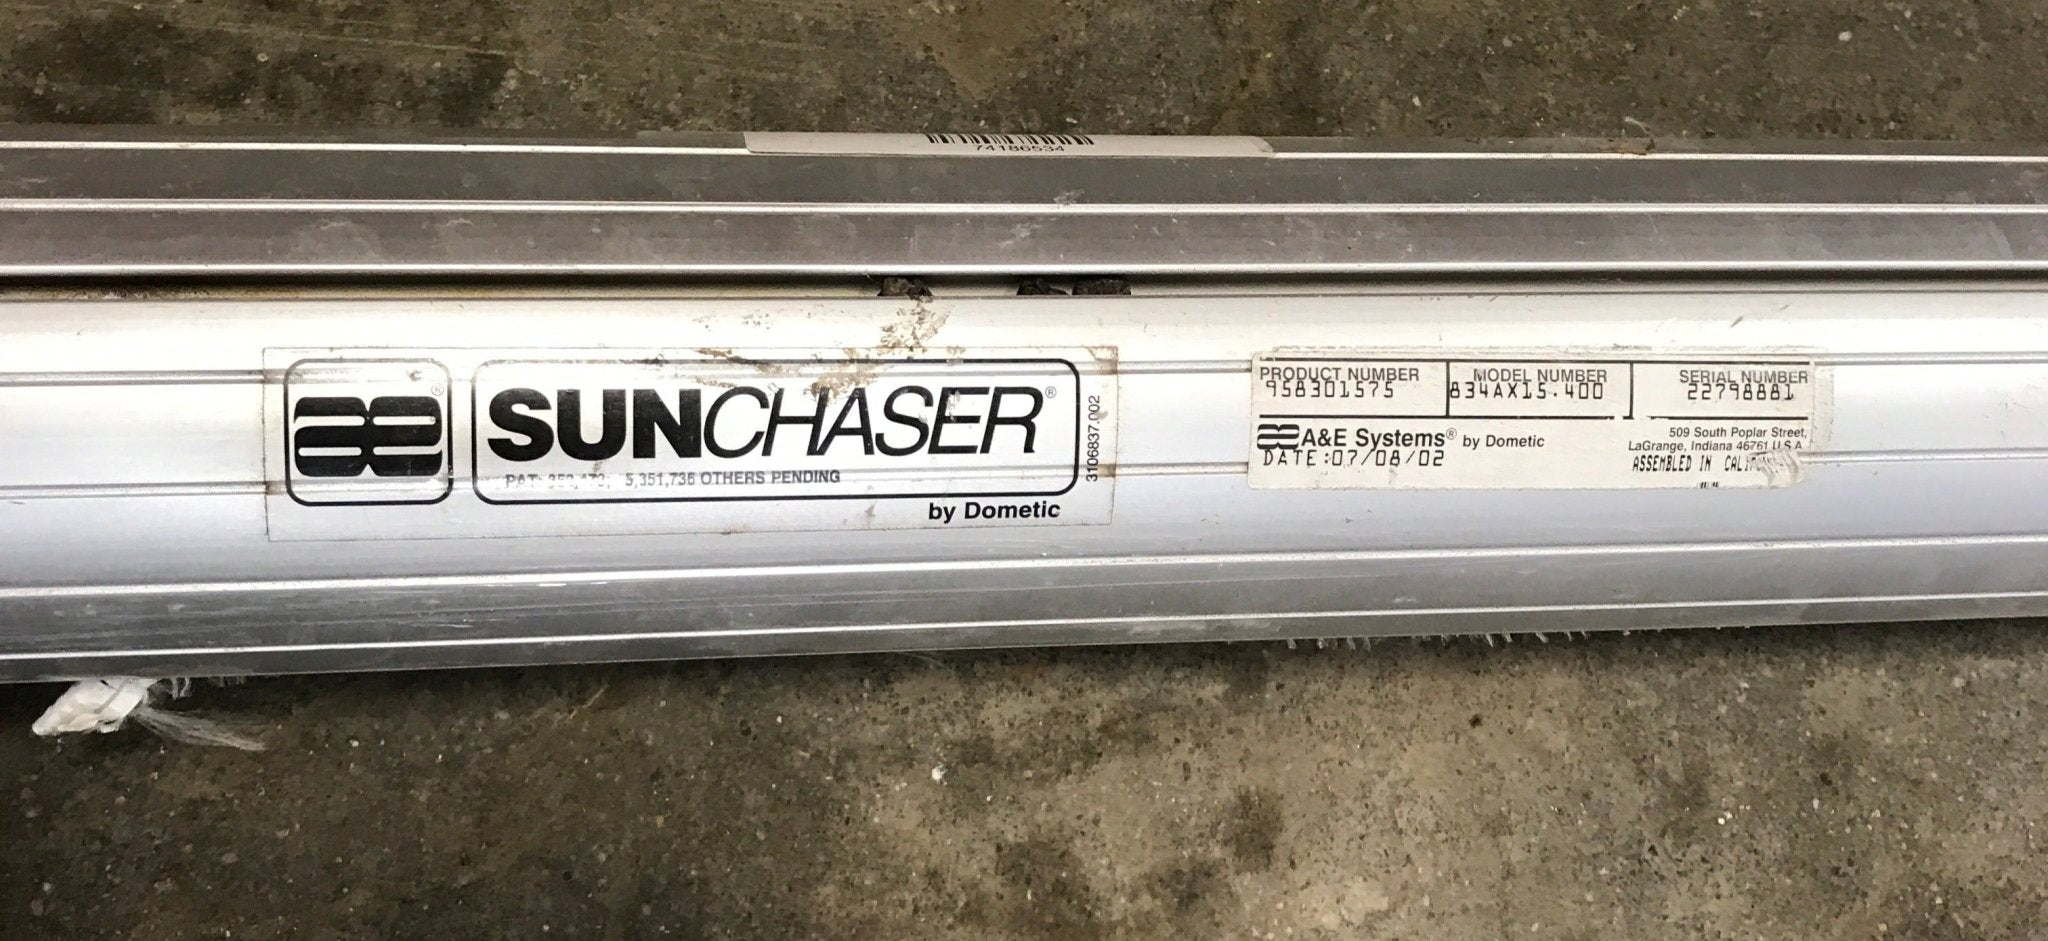 74186534
Æ®
SUNCHASER®
5,351,736 OTHERS PENDING
by Dometic
3106837.002
PRODUCT NUMBER MODEL NUMBER SERIAL NUMBER
958301575 834AX15.400 22798881
Æ A&E Systems® by Dometic
509 South Poplar Street,
LaGrange, Indiana 46761 U.S.A.
DATE:07/08/02
ASSEMBLED IN